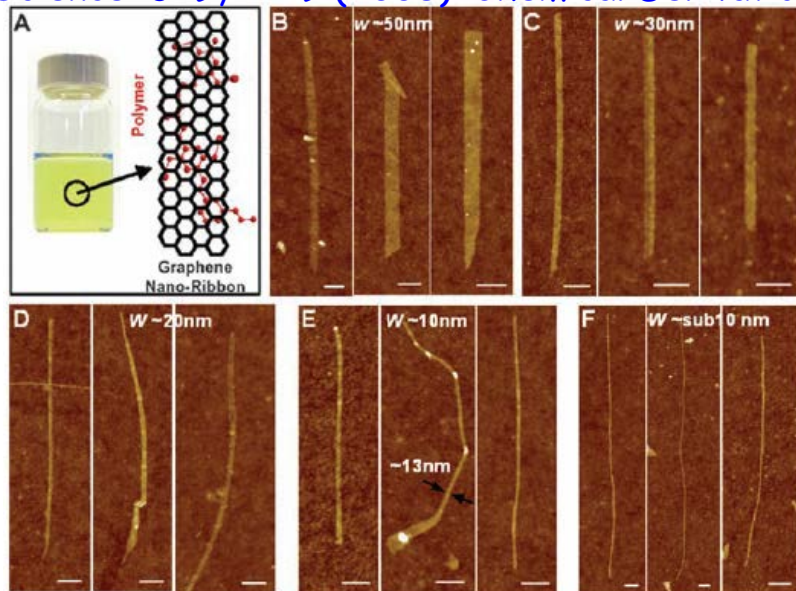 A
Polymer
Graphene
Nano-Ribbon
B w ~50nm
C w ~30nm
D W ~20nm
E W ~10nm
~13nm
F W ~sub10 nm